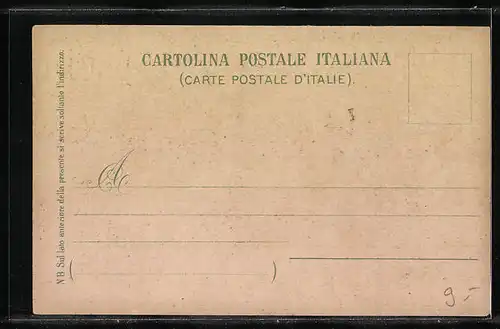 CARTOLINA POSTALE ITALIANA
(CARTE POSTALE D'ITALIE).
N B Sul lato anteriore della presente si scrive soltanto l'indirizzo.
A
( )
9.-